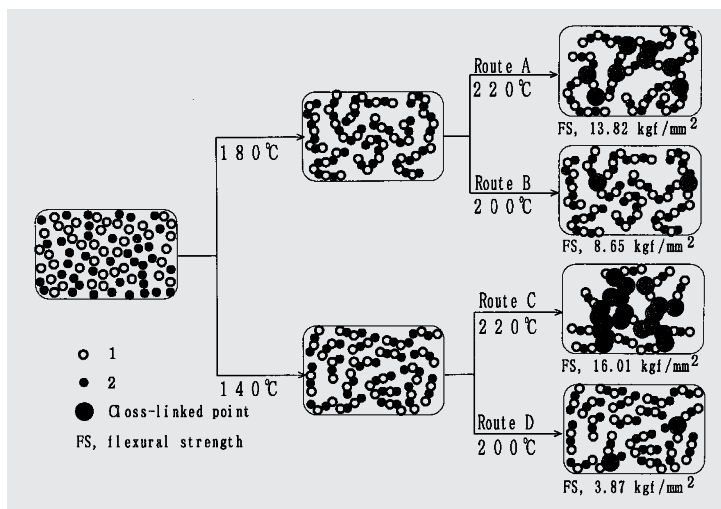 Route A
220℃
FS, 13.82 kgf/mm2
180℃
Route B
200℃
FS, 8.65 kgf/mm2
Route C
220℃
FS, 16.01 kgf/mm2
140℃
Route D
200℃
FS, 3.87 kgf/mm2
1
2
Closs-linked point
FS, flexural strength